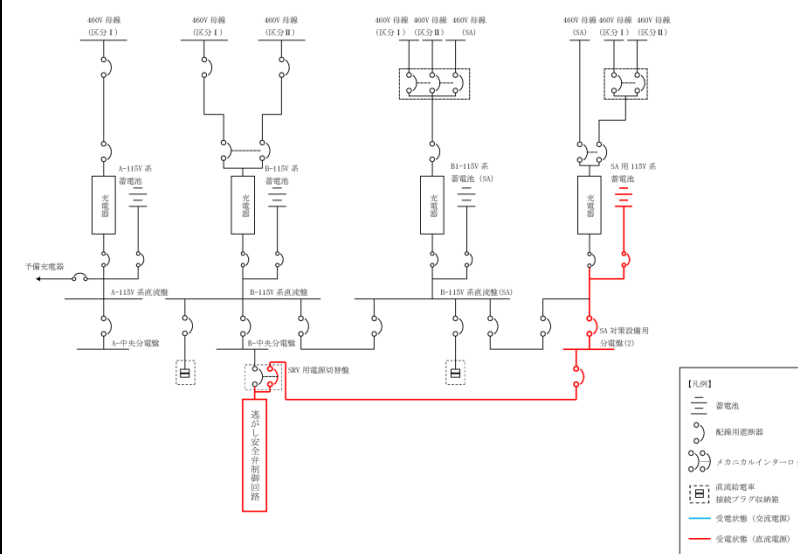 460V 母線 460V 母線 460V 母線 460V 母線 460V 母線 460V 母線 460V 母線 460V 母線 460V 母線
(区分Ⅰ) (区分Ⅰ) (区分Ⅱ) (区分Ⅰ) (区分Ⅱ) (SA) (SA) (区分Ⅰ) (区分Ⅱ)
A-115V 系
蓄電池
B-115V 系
蓄電池
B1-115V 系
蓄電池 (SA)
SA 用 115V 系
蓄電池
充電器
充電器
充電器
充電器
予備充電器
A-115V 系直流盤
B-115V 系直流盤
B-115V 系直流盤(SA)
A-中央分電盤
B-中央分電盤
SA 対策設備用
分電盤(2)
SRV 用電源切替盤
逃がし安全弁制御回路
【凡例】
蓄電池
配線用遮断器
メカニカルインターロ
直流給電車
接続プラグ収納箱
受電状態 (交流電源)
受電状態 (直流電源)